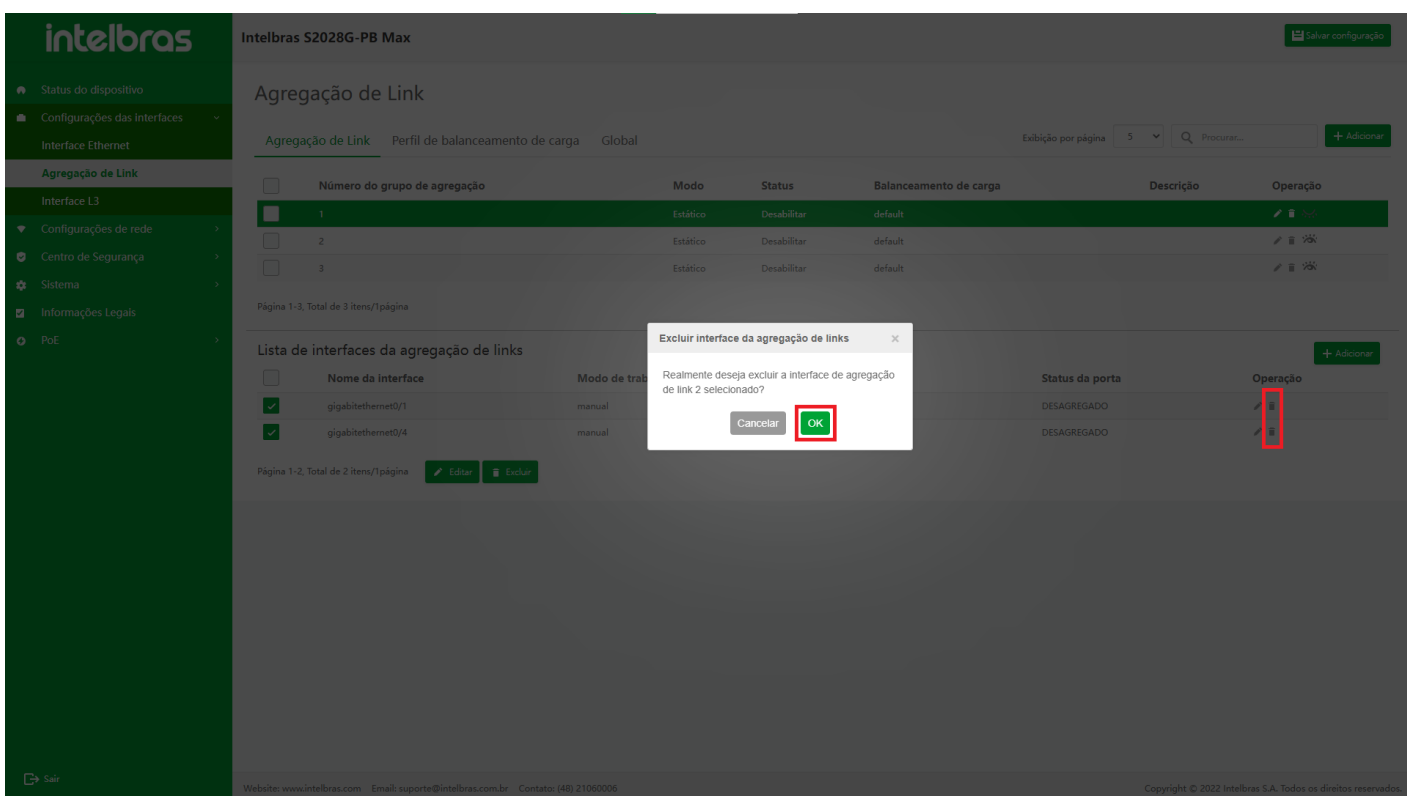 intelbras
Intelbras S2028G-PB Max
Salvar configuração
Status do dispositivo
Configurações das interfaces
Interface Ethernet
Agregação de Link
Interface L3
Configurações de rede
Centro de Segurança
Sistema
Informações Legais
PoE
Sair
Agregação de Link
Agregação de Link Perfil de balanceamento de carga Global
Exibição por página 5 Procurar... + Adicionar
Número do grupo de agregação Modo Status Balanceamento de carga Descrição Operação
1 Estático Desabilitar default
2 Estático Desabilitar default
3 Estático Desabilitar default
Página 1-3, Total de 3 itens/1página
Lista de interfaces da agregação de links
+ Adicionar
Nome da interface Modo de trab Status da porta Operação
gigabitethernet0/1 manual DESAGREGADO
gigabitethernet0/4 manual DESAGREGADO
Página 1-2, Total de 2 itens/1página Editar Excluir
Excluir interface da agregação de links ×
Realmente deseja excluir a interface de agregação
de link 2 selecionado?
Cancelar OK
Website: www.intelbras.com Email: suporte@intelbras.com.br Contato: (48) 21060006
Copyright © 2022 Intelbras S.A. Todos os direitos reservados.